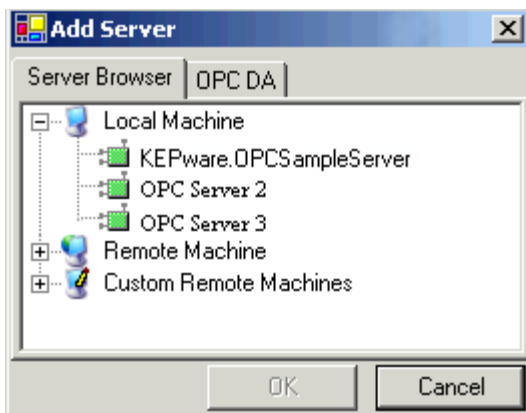 Add Server
Server Browser OPC DA
Local Machine
KEPware.OPCSampleServer
OPC Server 2
OPC Server 3
Remote Machine
Custom Remote Machines
OK Cancel